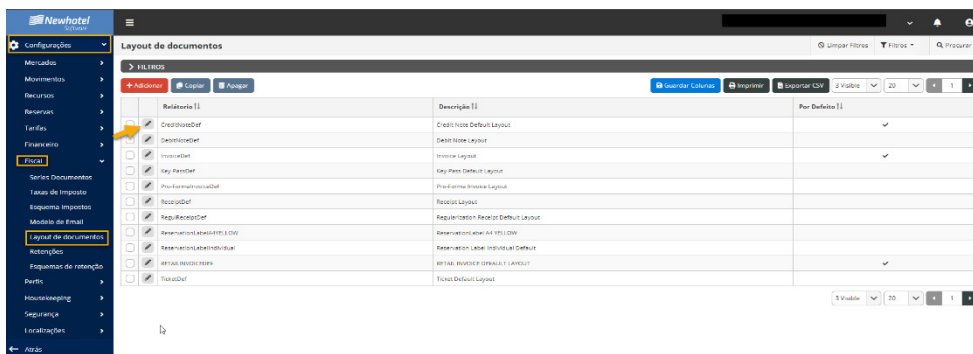 Newhotel
Software
Configurações
Layout de documentos
Limpar Filtros
Filtros
Procurar
Mercados
Movimentos
Recursos
Reservas
Tarifas
Financeiro
Fiscal
Series Documentos
Taxas de Imposto
Esquema Impostos
Modelo de Email
Layout de documentos
Retenções
Esquemas de retenção
Perfis
Housekeeping
Segurança
Localizações
Atrás
> FILTROS
+ Adicionar
Copiar
Apagar
Guardar Colunas
Imprimir
Exportar CSV
3 Visible
20
1
Relatorio
Descrição
Por Defeito
CreditNoteDef
Credit Note Default Layout
DebitNoteDef
Debit Note Layout
InvoiceDef
Invoice Layout
Key-PassDef
Key-Pass Default Layout
Pro-FormaInvoiceDef
Pro-Forma Invoice Layout
ReceiptDef
Receipt Layout
RegulReceiptDef
Regularization Receipt Default Layout
ReservationLabelA4YELLOW
ReservationLabel A4 YELLOW
ReservationLabelIndividual
Reservation Label Individual Default
RETAIL INVOICEDEF
RETAIL INVOICE DEFAULT LAYOUT
TicketDef
Ticket Default Layout
3 Visible
20
1